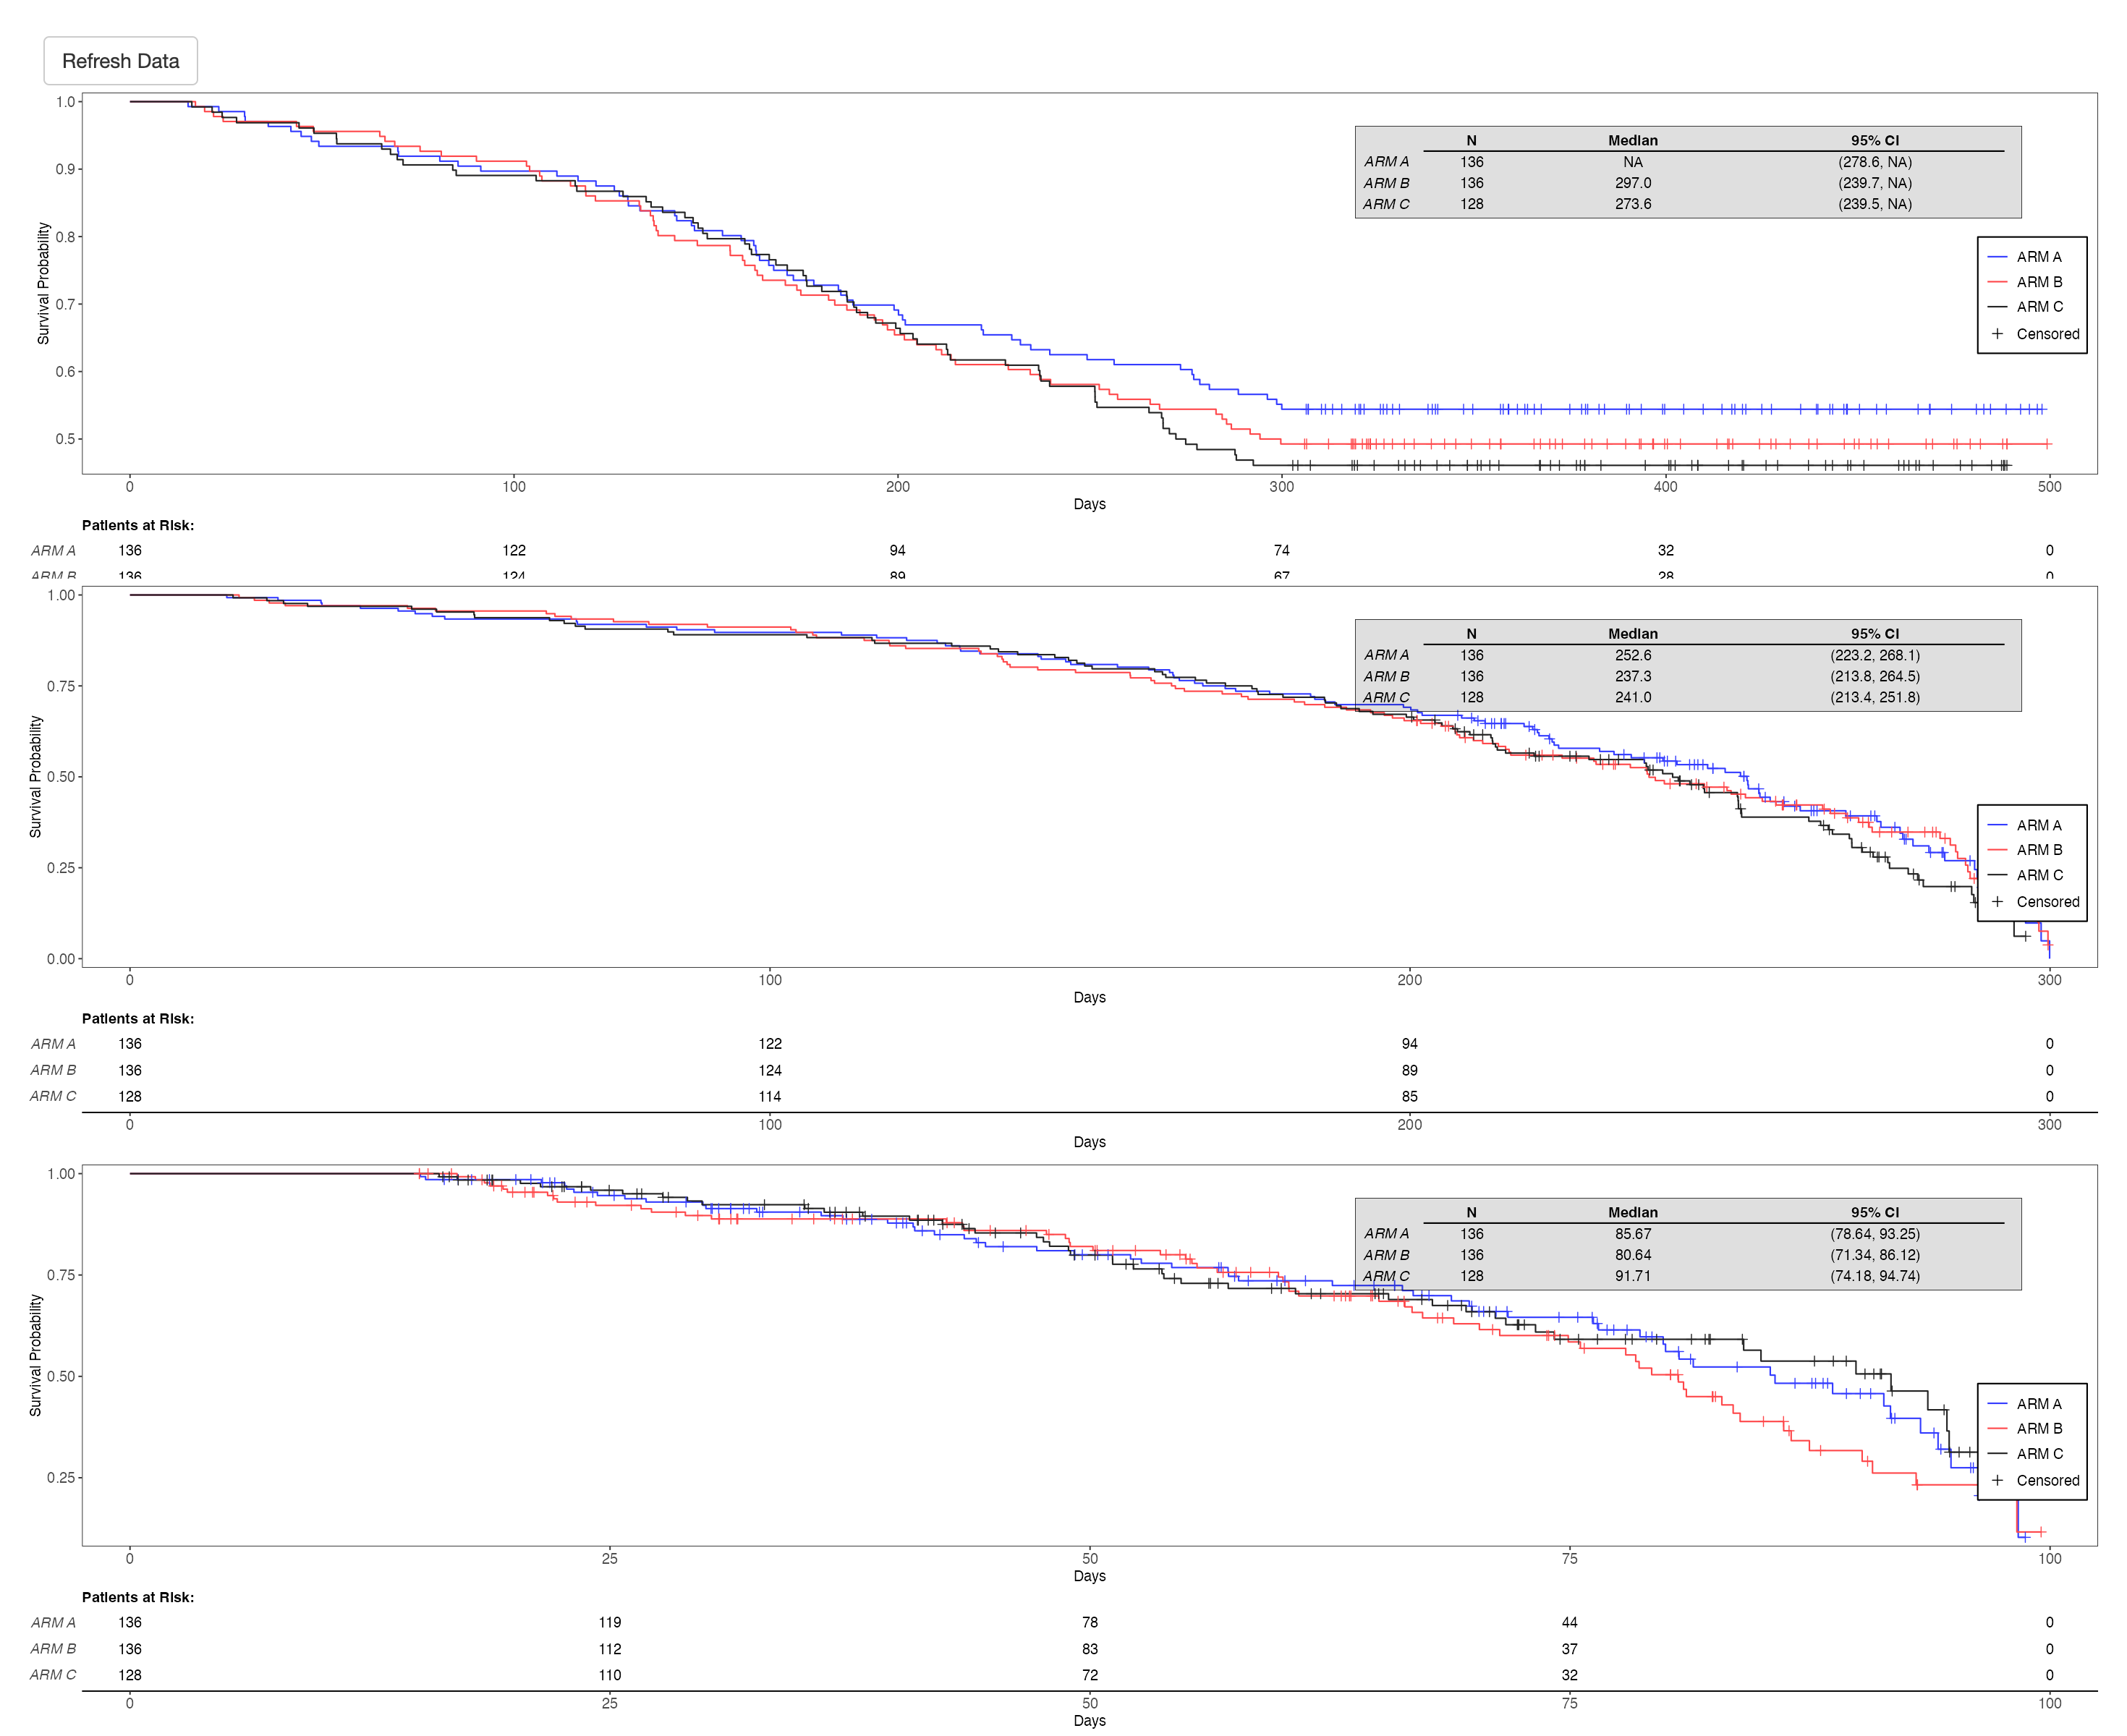 Refresh Data
1.0
0.9
0.8
0.7
0.6
0.5
Survival Probability
N Median 95% CI
ARM A 136 NA (278.6, NA)
ARM B 136 297.0 (239.7, NA)
ARM C 128 273.6 (239.5, NA)
ARM A
ARM B
ARM C
Censored
0 100 200 300 400 500
Days
Patients at Risk:
ARM A 136 122 94 74 32 0
ARM B 136 124 89 67 28 0
1.00
0.75
0.50
0.25
0.00
Survival Probability
N Median 95% CI
ARM A 136 252.6 (223.2, 268.1)
ARM B 136 237.3 (213.8, 264.5)
ARM C 128 241.0 (213.4, 251.8)
ARM A
ARM B
ARM C
Censored
0 100 200 300
Days
Patients at Risk:
ARM A 136 122 94 0
ARM B 136 124 89 0
ARM C 128 114 85 0
0 100 200 300
Days
1.00
0.75
0.50
0.25
Survival Probability
N Median 95% CI
ARM A 136 85.67 (78.64, 93.25)
ARM B 136 80.64 (71.34, 86.12)
ARM C 128 91.71 (74.18, 94.74)
ARM A
ARM B
ARM C
Censored
0 25 50 75 100
Days
Patients at Risk:
ARM A 136 119 78 44 0
ARM B 136 112 83 37 0
ARM C 128 110 72 32 0
0 25 50 75 100
Days